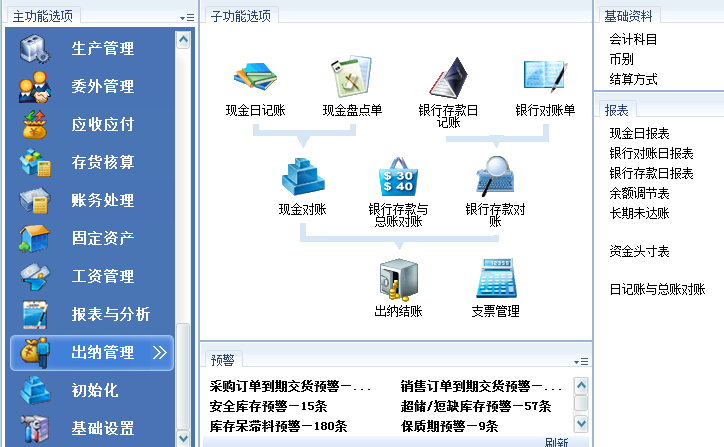 主功能选项
生产管理
委外管理
应收应付
存货核算
账务处理
固定资产
工资管理
报表与分析
出纳管理
初始化
基础设置
子功能选项
现金日记账
现金盘点单
银行存款日
记账
银行对账单
现金对账
$ 30
$ 40
银行存款与
总账对账
银行存款对
账
出纳结账
支票管理
预警
采购订单到期交货预警—...
销售订单到期交货预警—...
安全库存预警—15条
超储/短缺库存预警—57条
库存呆滞料预警—180条
保质期预警—9条
刷新
基础资料
会计科目
币别
结算方式
报表
现金日报表
银行对账日报表
银行存款日报表
余额调节表
长期未达账
资金头寸表
日记账与总账对账